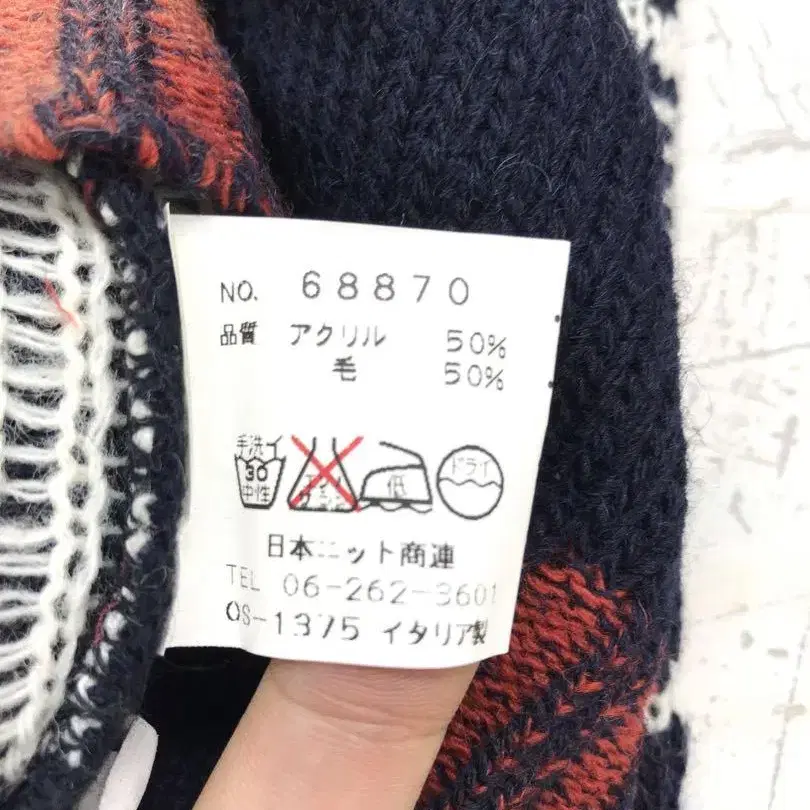 NO. 68870
品質 アクリル 50%
毛 50%
手洗イ
30
中性
低
ドライ
日本ニット商連
TEL 06-262-3601
OS-1375 イタリア製